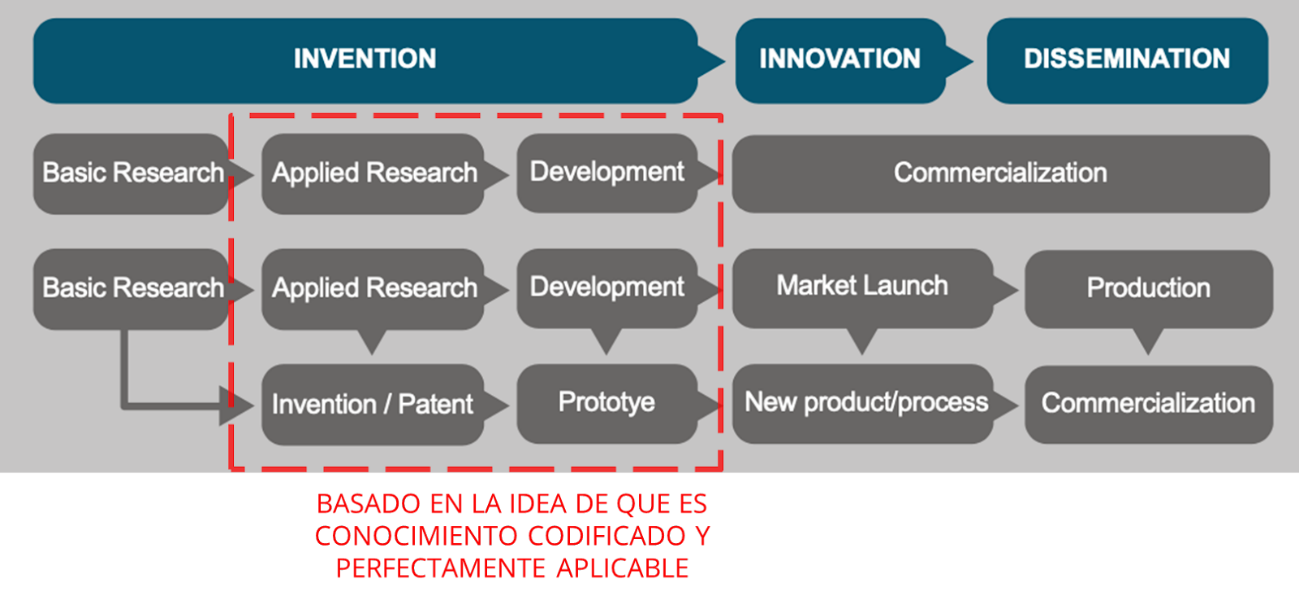 INVENTION INNOVATION DISSEMINATION
Basic Research Applied Research Development Commercialization
Basic Research Applied Research Development Market Launch Production
Invention / Patent Prototye New product/process Commercialization
BASADO EN LA IDEA DE QUE ES
CONOCIMIENTO CODIFICADO Y
PERFECTAMENTE APLICABLE